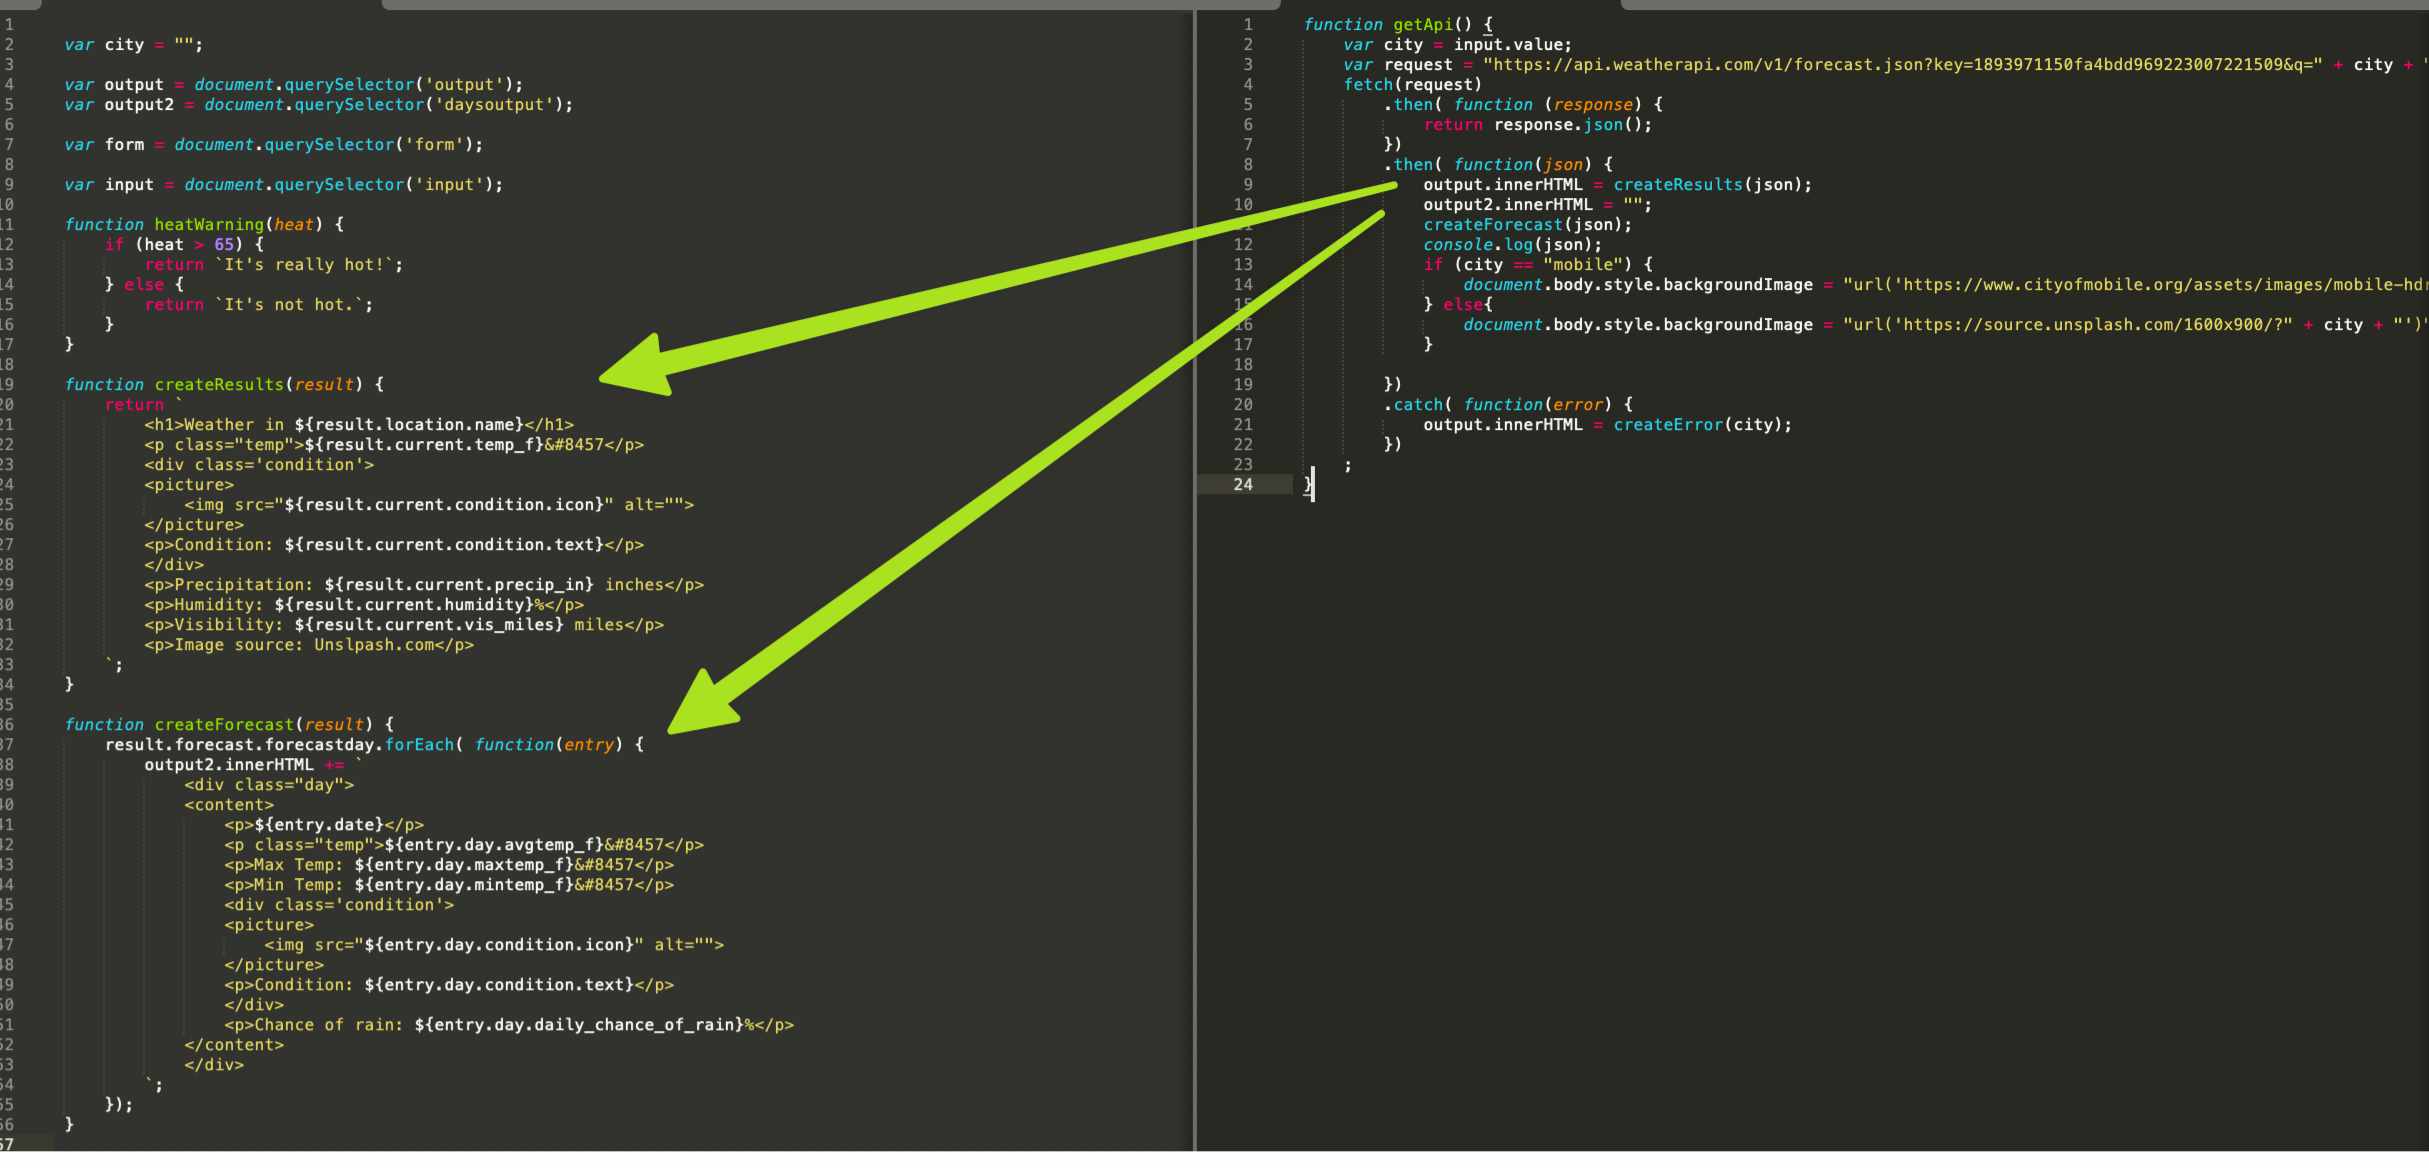 1
2 var city = "";
3
4 var output = document.querySelector('output');
5 var output2 = document.querySelector('daysoutput');
6
7 var form = document.querySelector('form');
8
9 var input = document.querySelector('input');
10
11 function heatWarning(heat) {
12 if (heat > 65) {
13 return `It's really hot!`;
14 } else {
15 return `It's not hot.`;
16 }
17 }
18
19 function createResults(result) {
20 return `
21 <h1>Weather in ${result.location.name}</h1>
22 <p class="temp">${result.current.temp_f}&#8457</p>
23 <div class='condition'>
24 <picture>
25 <img src="${result.current.condition.icon}" alt="">
26 </picture>
27 <p>Condition: ${result.current.condition.text}</p>
28 </div>
29 <p>Precipitation: ${result.current.precip_in} inches</p>
30 <p>Humidity: ${result.current.humidity}%</p>
31 <p>Visibility: ${result.current.vis_miles} miles</p>
32 <p>Image source: Unslpash.com</p>
33 `;
34 }
35
36 function createForecast(result) {
37 result.forecast.forecastday.forEach( function(entry) {
38 output2.innerHTML += `
39 <div class="day">
40 <content>
41 <p>${entry.date}</p>
42 <p class="temp">${entry.day.avgtemp_f}&#8457</p>
43 <p>Max Temp: ${entry.day.maxtemp_f}&#8457</p>
44 <p>Min Temp: ${entry.day.mintemp_f}&#8457</p>
45 <div class='condition'>
46 <picture>
47 <img src="${entry.day.condition.icon}" alt="">
48 </picture>
49 <p>Condition: ${entry.day.condition.text}</p>
50 </div>
51 <p>Chance of rain: ${entry.day.daily_chance_of_rain}%</p>
52 </content>
53 </div>
54 `;
55 });
56 }
57
1 function getApi() {
2 var city = input.value;
3 var request = "https://api.weatherapi.com/v1/forecast.json?key=1893971150fa4bdd969223007221509&q=" + city + "
4 fetch(request)
5 .then( function (response) {
6 return response.json();
7 })
8 .then( function(json) {
9 output.innerHTML = createResults(json);
10 output2.innerHTML = "";
11 createForecast(json);
12 console.log(json);
13 if (city == "mobile") {
14 document.body.style.backgroundImage = "url('https://www.cityofmobile.org/assets/images/mobile-hdr
15 } else{
16 document.body.style.backgroundImage = "url('https://source.unsplash.com/1600x900/?" + city + "')"
17 }
18
19 })
20 .catch( function(error) {
21 output.innerHTML = createError(city);
22 })
23 ;
24 }